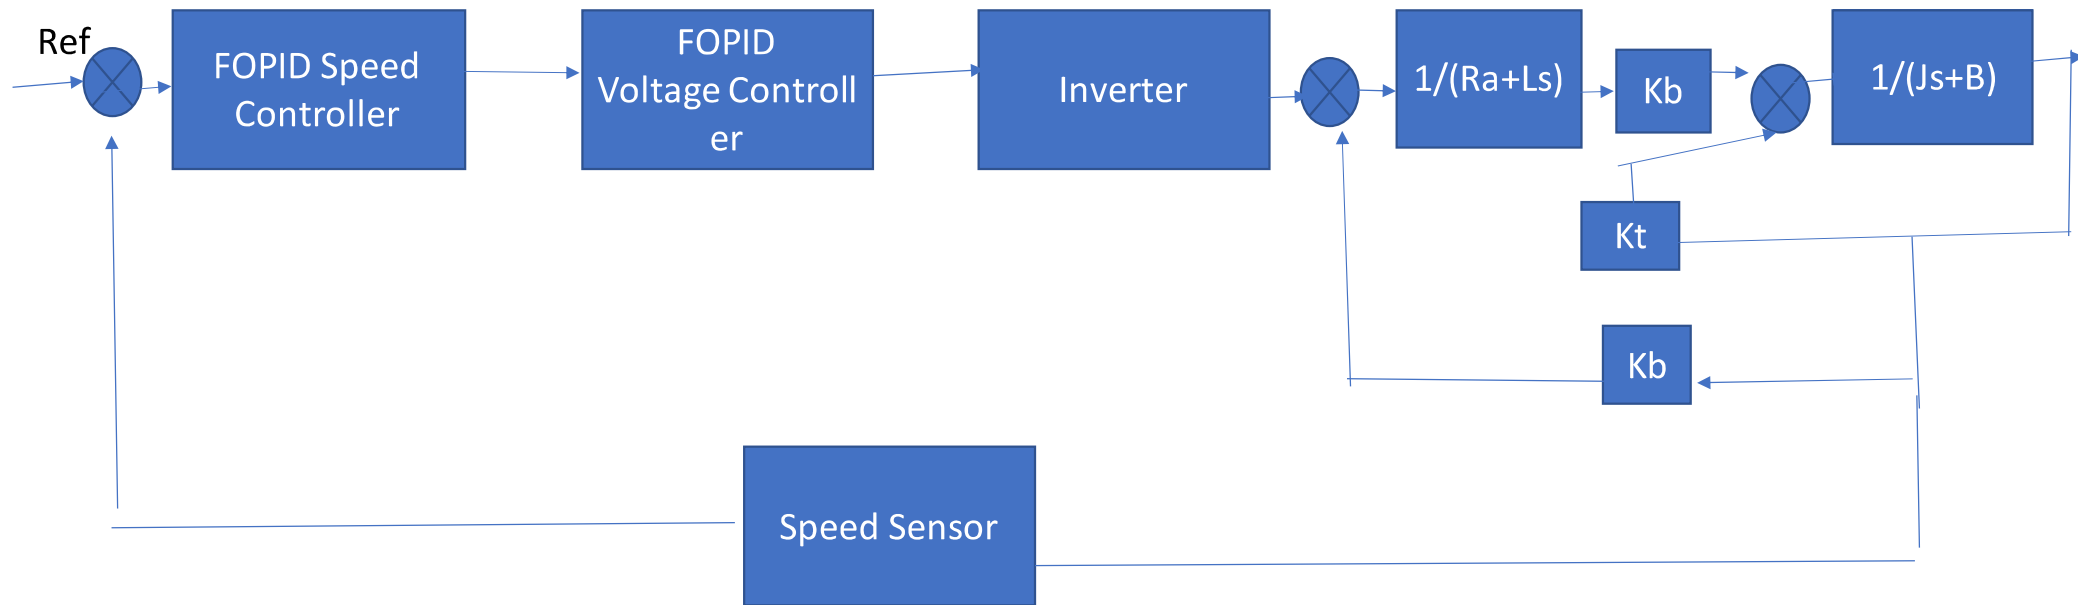 Ref
FOPID Speed
Controller
FOPID
Voltage Controll
er
Inverter
1/(Ra+Ls)
Kb
1/(Js+B)
Kt
Kb
Speed Sensor